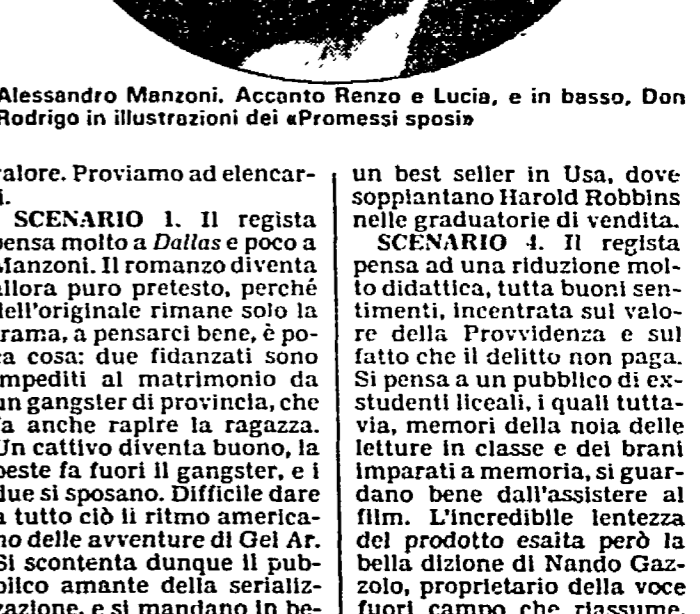 Alessandro Manzoni. Accanto Renzo e Lucia, e in basso, Don
Rodrigo in illustrazioni dei «Promessi sposi»
valore. Proviamo ad elencar-
li.
SCENARIO 1. Il regista
pensa molto a Dallas e poco a
Manzoni. Il romanzo diventa
allora puro pretesto, perché
dell'originale rimane solo la
trama, a pensarci bene, è po-
ca cosa: due fidanzati sono
impediti al matrimonio da
un gangster di provincia, che
fa anche rapire la ragazza.
Un cattivo diventa buono, la
peste fa fuori il gangster, e i
due si sposano. Difficile dare
a tutto ciò il ritmo america-
no delle avventure di Gei Ar.
Si scontenta dunque il pub-
blico amante della serializ-
zazione, e si mandano in be-
un best seller in Usa, dove
soppiantano Harold Robbins
nelle graduatorie di vendita.
SCENARIO 4. Il regista
pensa ad una riduzione mol-
to didattica, tutta buoni sen-
timenti, incentrata sul valo-
re della Provvidenza e sul
fatto che il delitto non paga.
Si pensa a un pubblico di ex-
studenti liceali, i quali tutta-
via, memori della noia delle
letture in classe e dei brani
imparati a memoria, si guar-
dano bene dall'assistere al
film. L'incredibile lentezza
del prodotto esalta però la
bella dizione di Nando Gaz-
zolo, proprietario della voce
fuori campo che riassume,